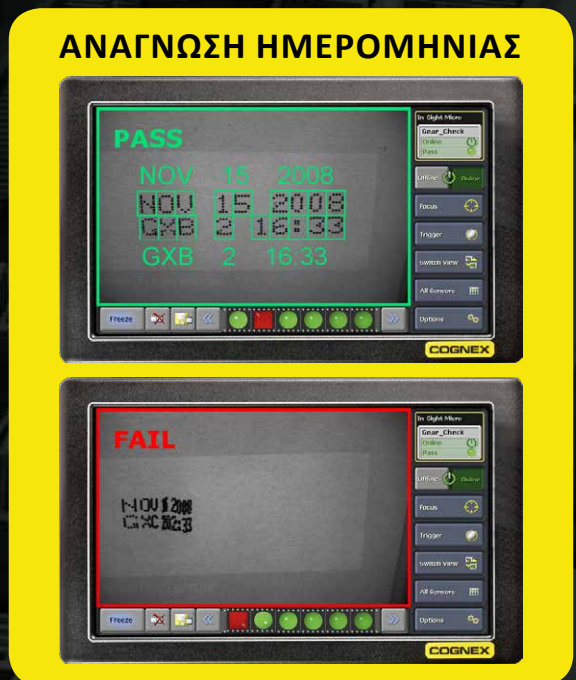 ΑΝΑΓΝΩΣΗ ΗΜΕΡΟΜΗΝΙΑΣ
PASS
NOV 15 2008
NOV 15 2008
GXB 2 16:33
GXB 2 16:33
In Sight Micro
Gear_Check
Online
Pass
Offline Online
Focus
Trigger
Switch View
All Sensors
Options
Freeze
COGNEX
FAIL
In Sight Micro
Gear_Check
Online
Pass
Offline Online
Focus
Trigger
Switch View
All Sensors
Options
Freeze
COGNEX